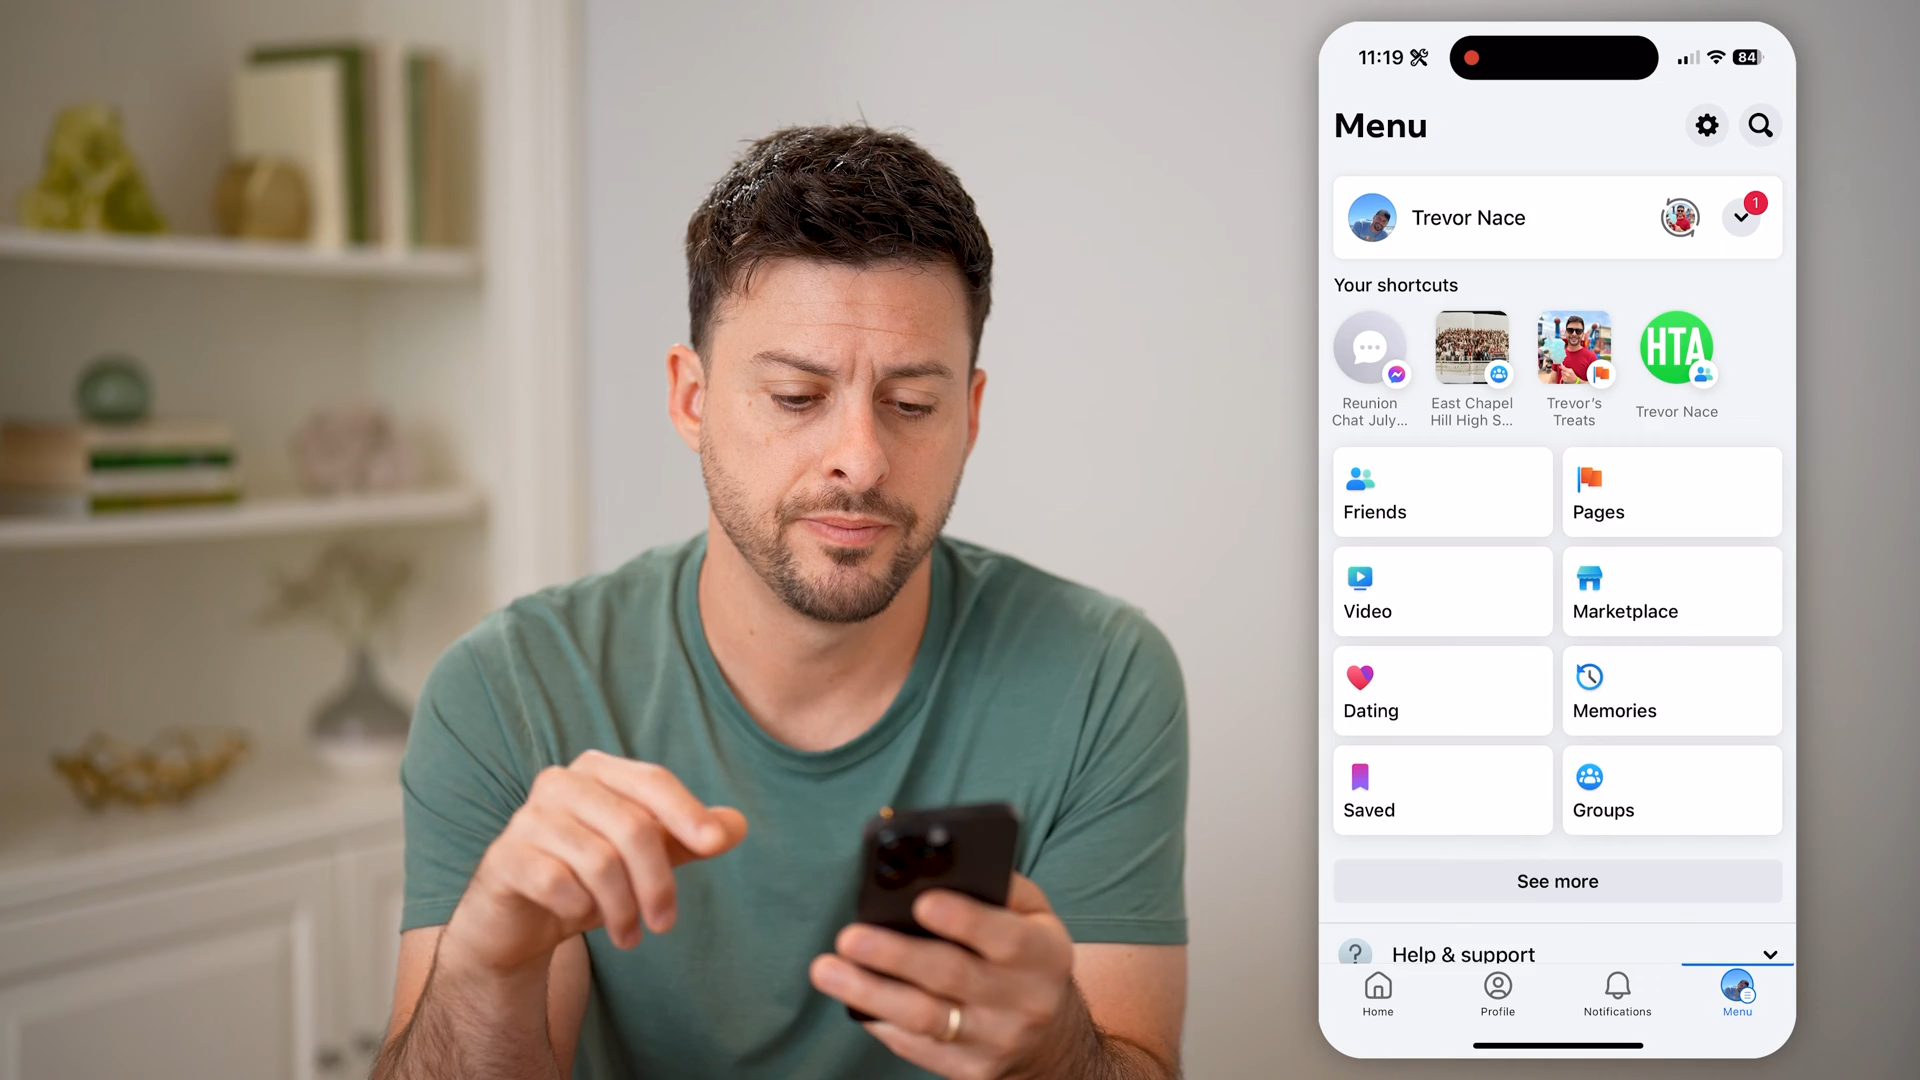 11:19
84
Menu
Trevor Nace
1
Your shortcuts
HTA
Reunion
Chat July...
East Chapel
Hill High S...
Trevor's
Treats
Trevor Nace
Friends
Pages
Video
Marketplace
Dating
Memories
Saved
Groups
See more
?
Help & support
Home
Profile
Notifications
Menu